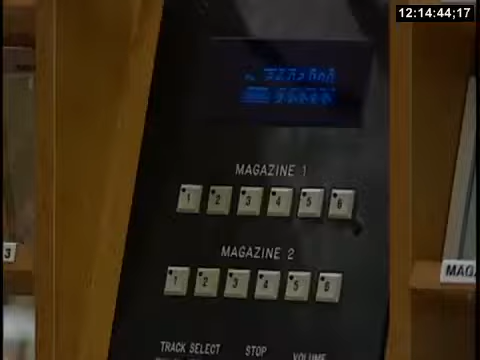 12:14:44;17
MAGAZINE 1
1 2 3 4 5 6
MAGAZINE 2
1 2 3 4 5 6
3
MAG
TRACK SELECT STOP VOLUME